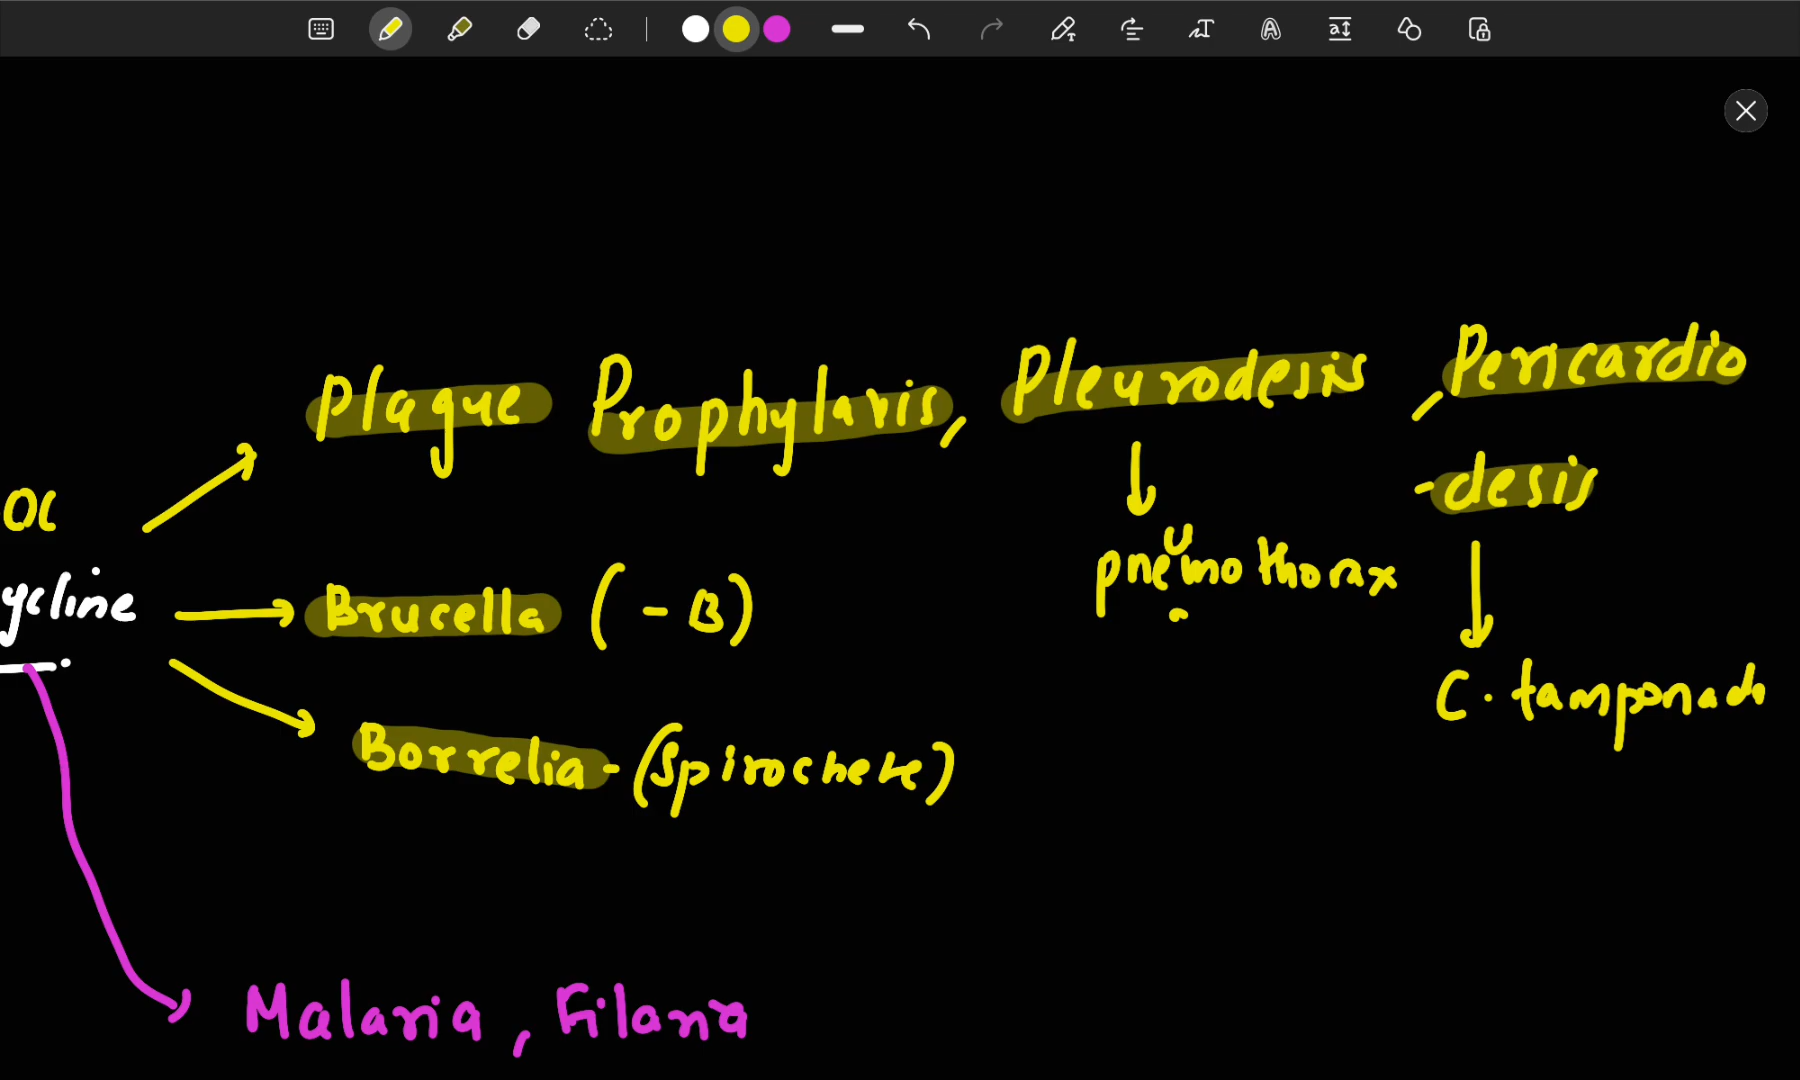 Plague Prophylaxis, Pleurodesis, Pericardio
-desis
OC
pneumothorax
ycline
Brucella (-B)
C. tamponade
Borrelia - (Spirochete)
Malaria, Filaria